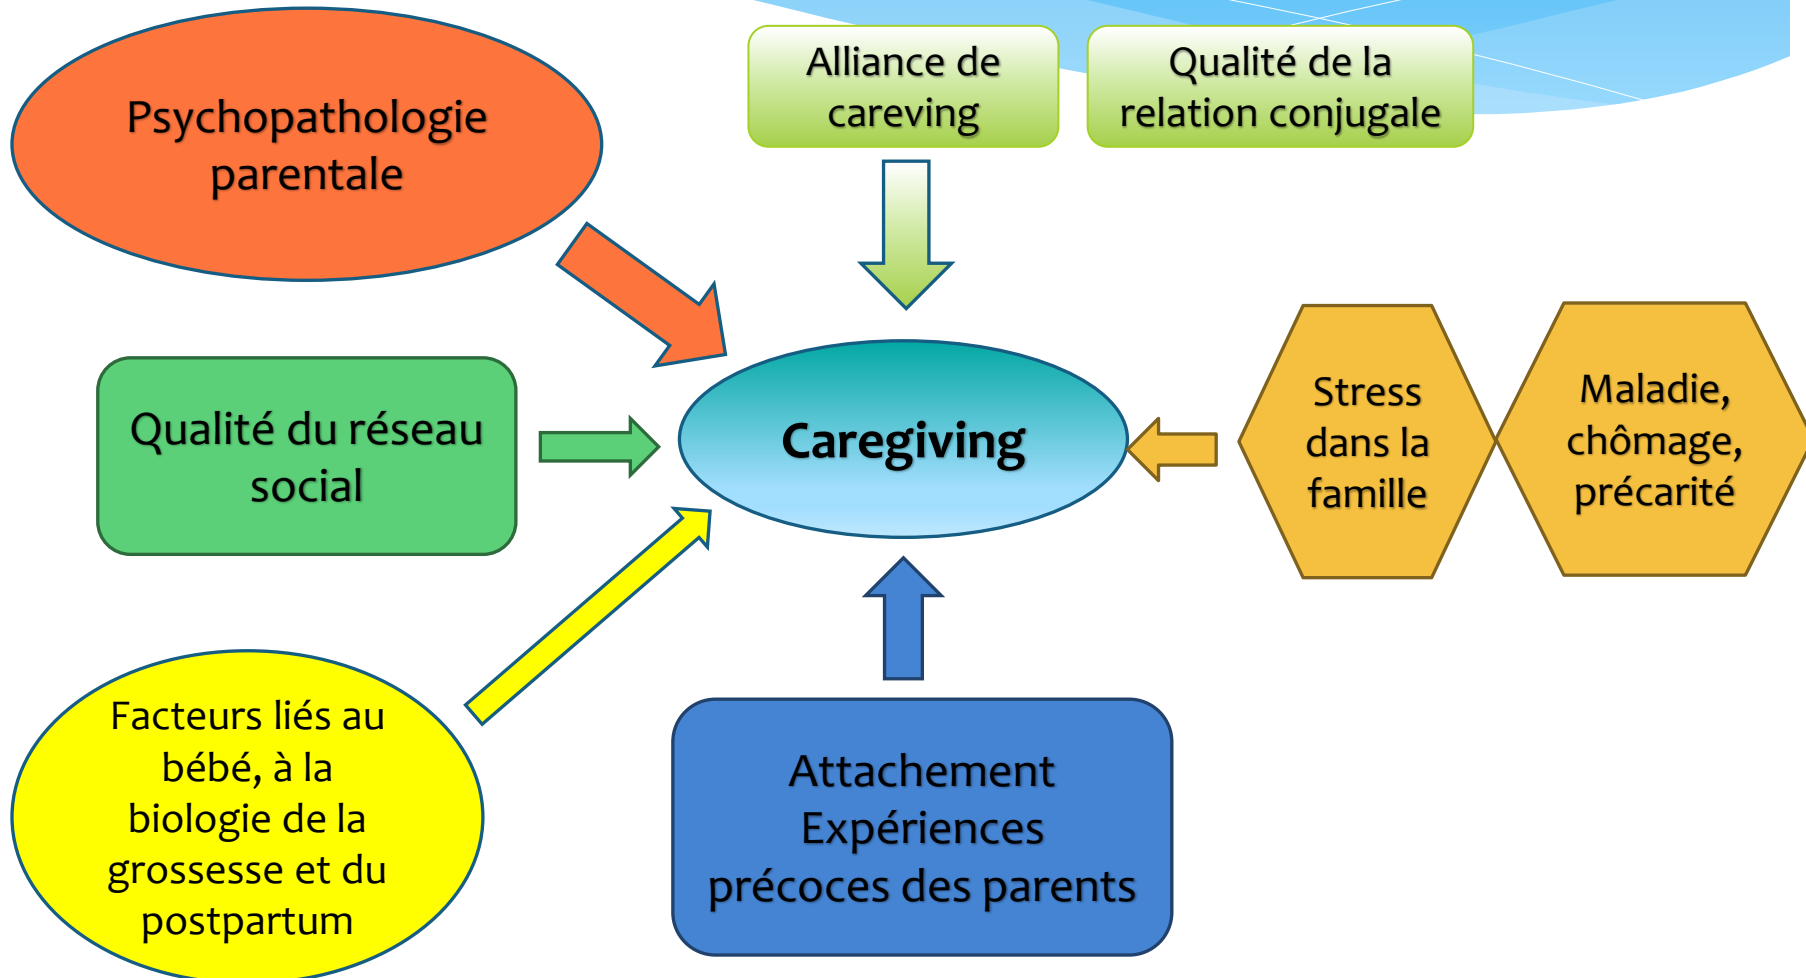 Psychopathologie
parentale
Alliance de
careving
Qualité de la
relation conjugale
Qualité du réseau
social
Caregiving
Stress
dans la
famille
Maladie,
chômage,
précarité
Facteurs liés au
bébé, à la
biologie de la
grossesse et du
postpartum
Attachement
Expériences
précoces des parents